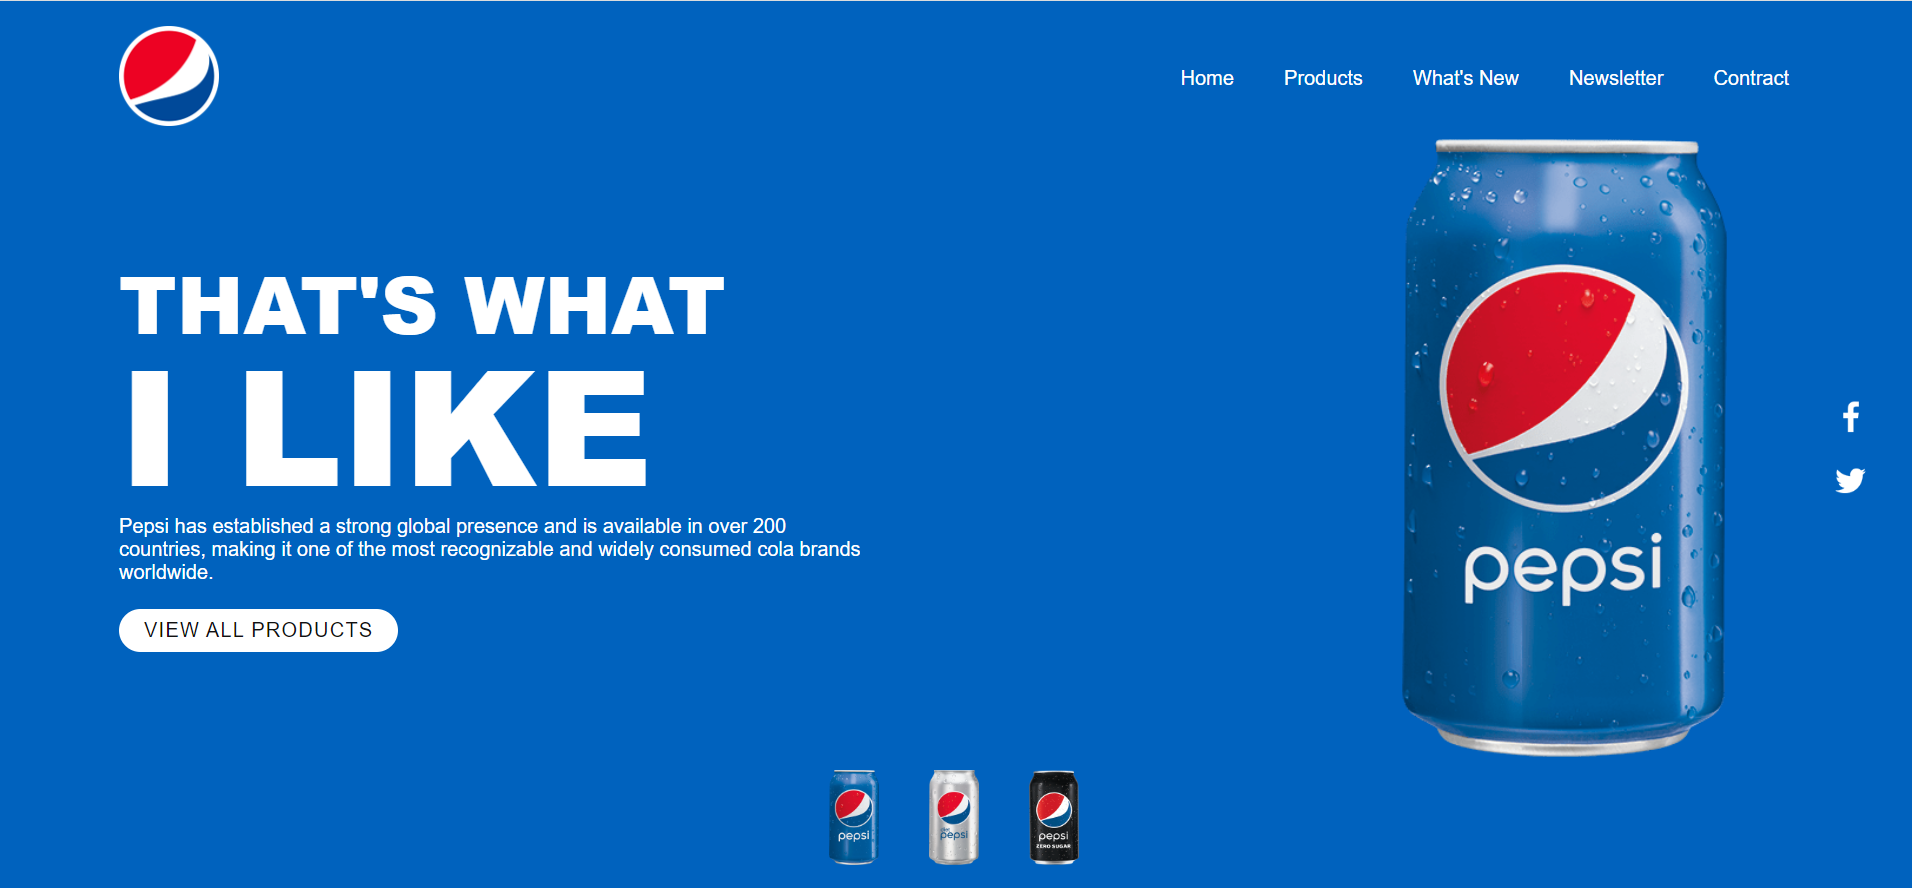 Home Products What's New Newsletter Contract
THAT'S WHAT
I LIKE
Pepsi has established a strong global presence and is available in over 200
countries, making it one of the most recognizable and widely consumed cola brands
worldwide.
VIEW ALL PRODUCTS
pepsi
pepsi
diet
pepsi
pepsi
ZERO SUGAR